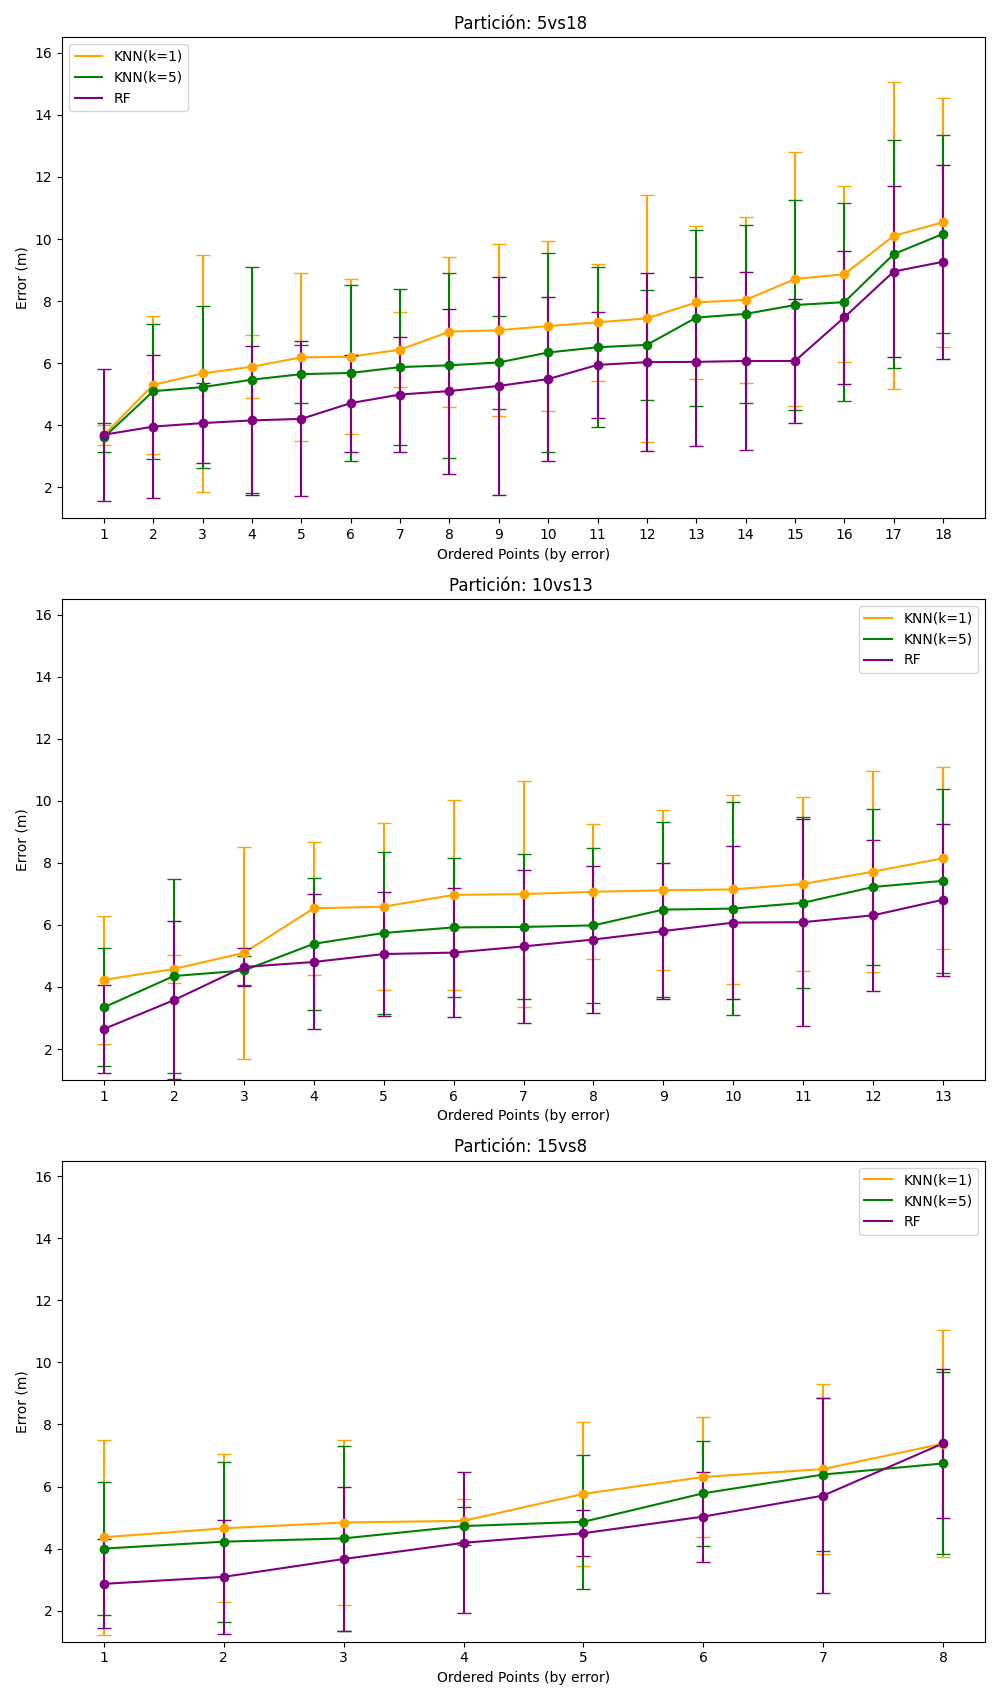 Partición: 5vs18
KNN(k=1)
KNN(k=5)
RF
16
14
12
10
8
6
4
2
Error (m)
1 2 3 4 5 6 7 8 9 10 11 12 13 14 15 16 17 18
Ordered Points (by error)
Partición: 10vs13
KNN(k=1)
KNN(k=5)
RF
16
14
12
10
8
6
4
2
Error (m)
1 2 3 4 5 6 7 8 9 10 11 12 13
Ordered Points (by error)
Partición: 15vs8
KNN(k=1)
KNN(k=5)
RF
16
14
12
10
8
6
4
2
Error (m)
1 2 3 4 5 6 7 8
Ordered Points (by error)